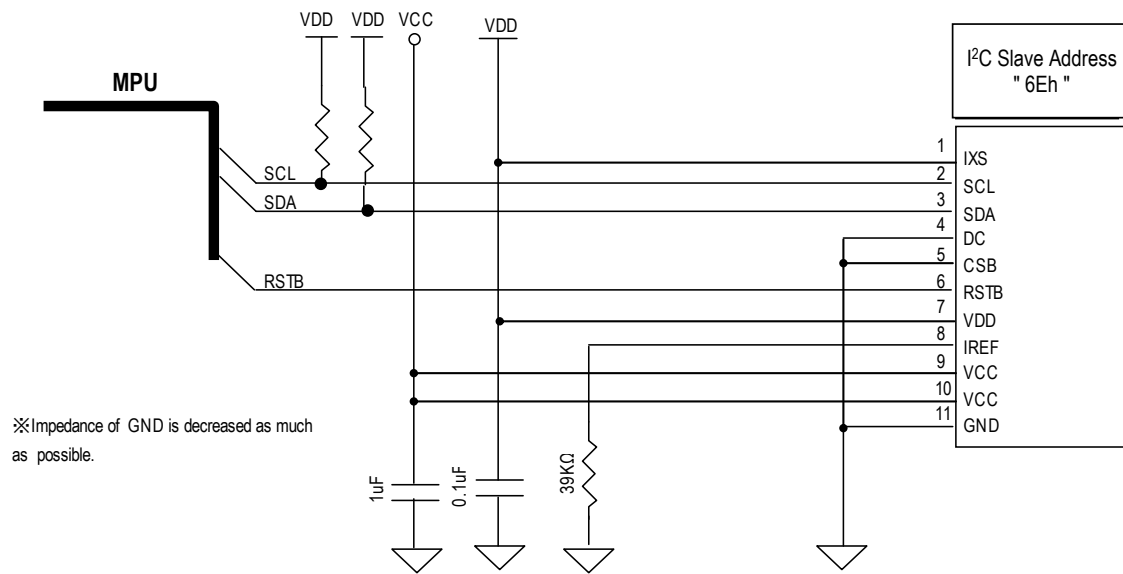 VDD VDD VCC
VDD
I²C Slave Address
" 6Eh "
MPU
1 IXS
SCL 2 SCL
SDA 3 SDA
4 DC
5 CSB
RSTB 6 RSTB
7 VDD
8 IREF
9 VCC
10 VCC
11 GND
※Impedance of GND is decreased as much
as possible.
1uF
0.1uF
39KΩ